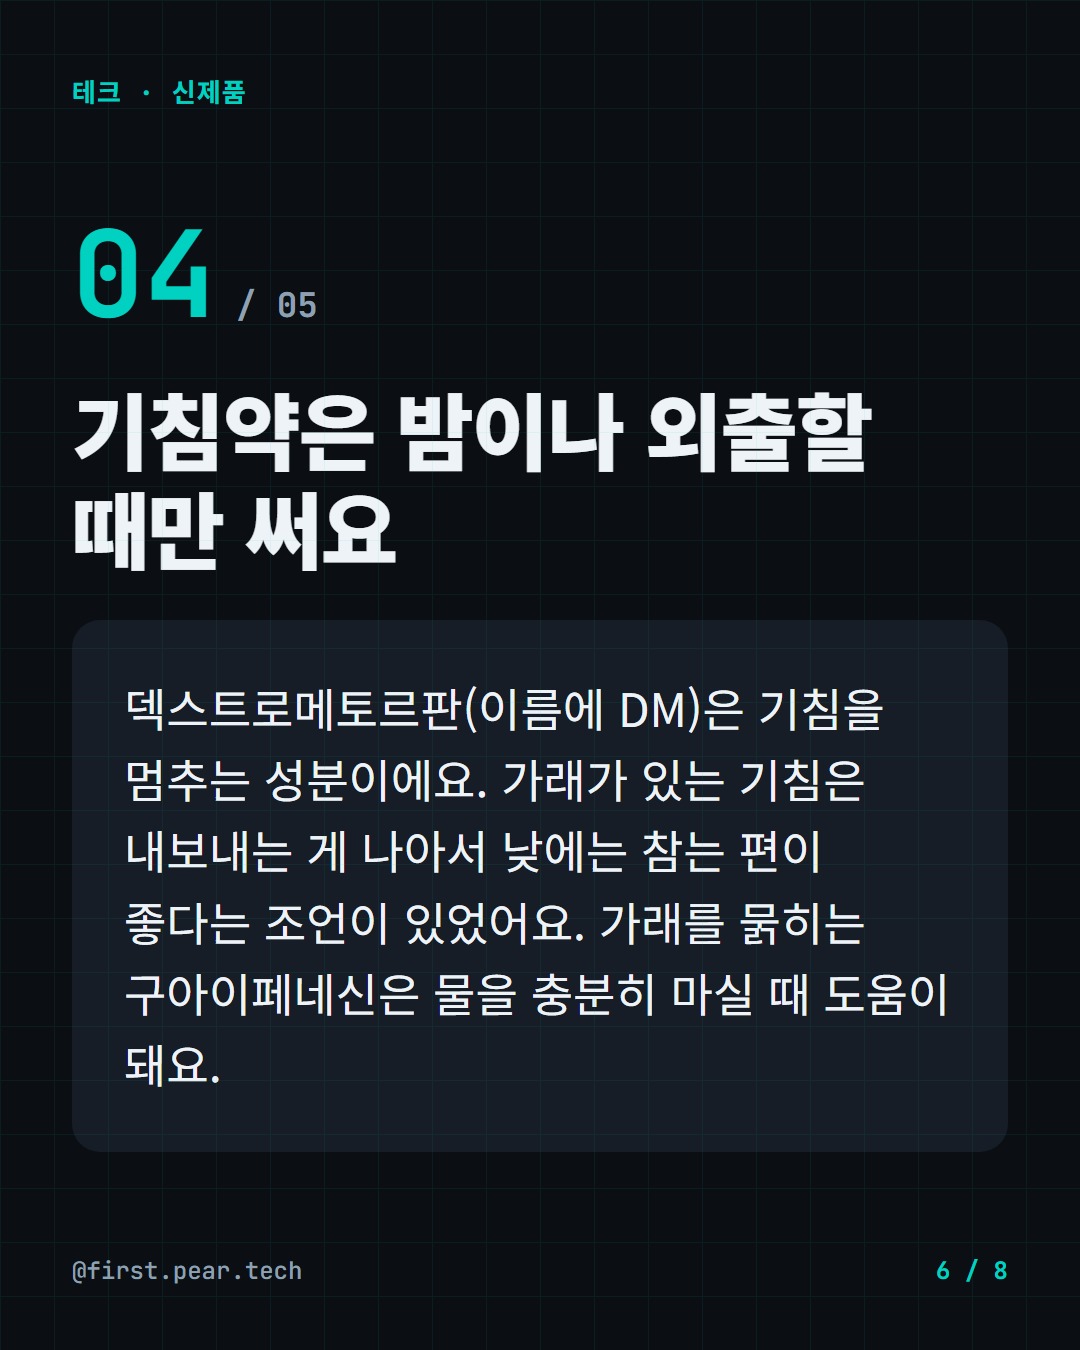 테크 · 신제품
04 / 05
기침약은 밤이나 외출할
때만 써요
덱스트로메토르판(이름에 DM)은 기침을
멈추는 성분이에요. 가래가 있는 기침은
내보내는 게 나아서 낮에는 참는 편이
좋다는 조언이 있었어요. 가래를 묽히는
구아이페네신은 물을 충분히 마실 때 도움이
돼요.
@first.pear.tech
6 / 8